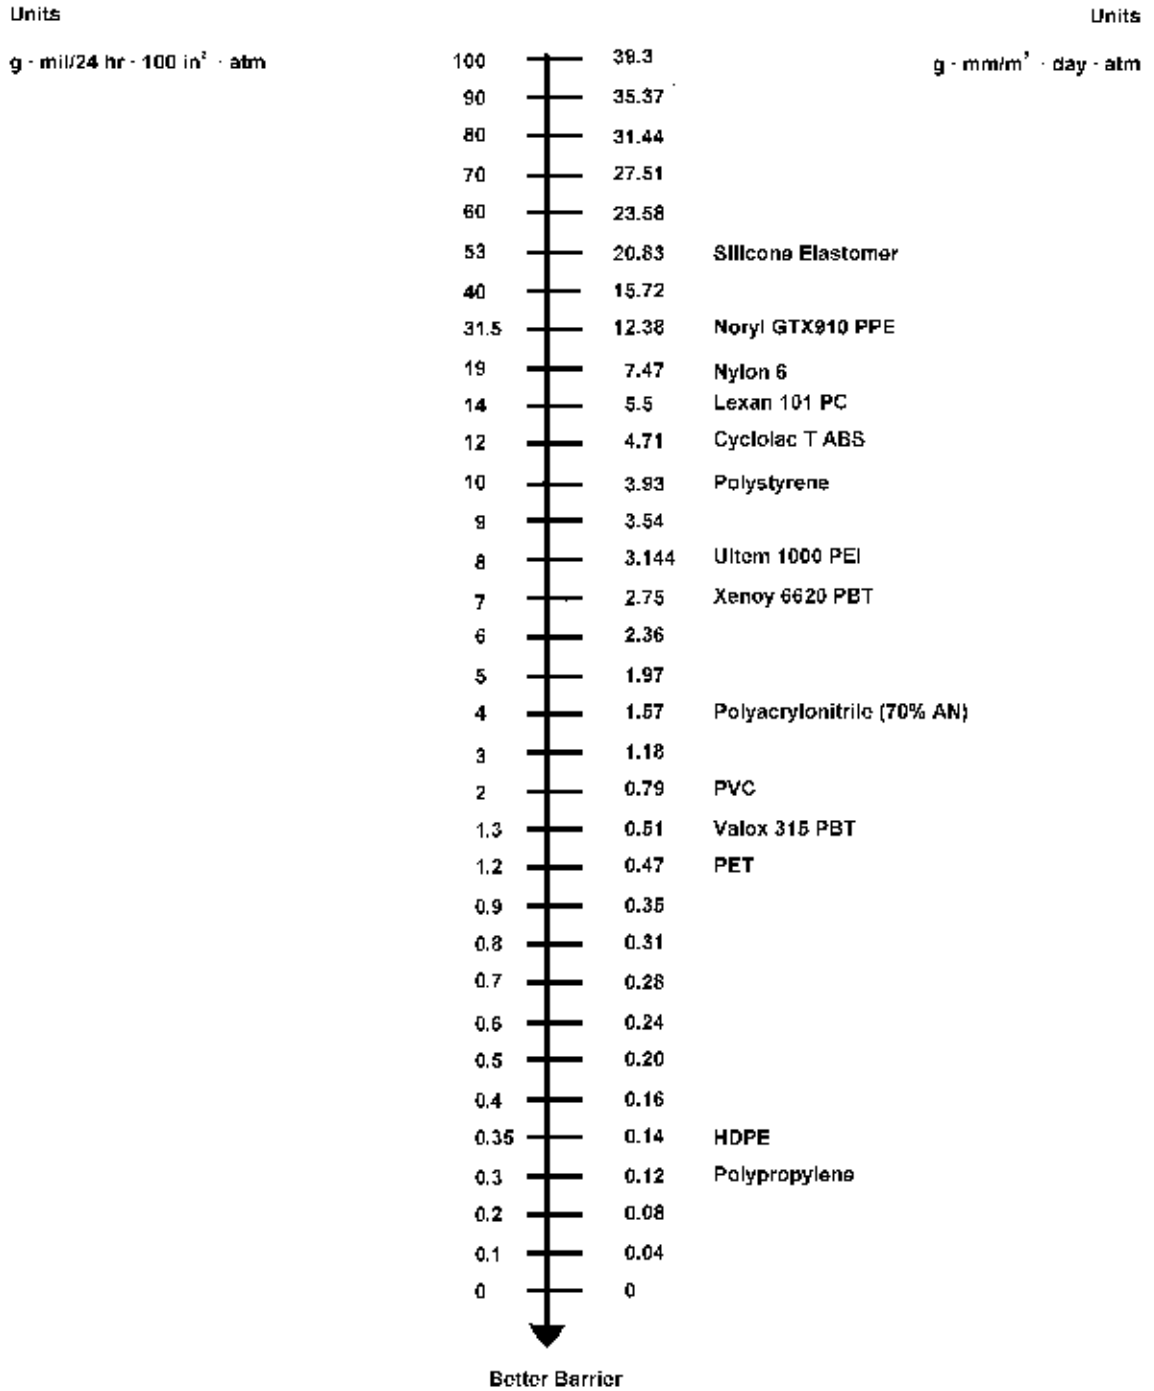 Units Units
g · mil/24 hr · 100 in² · atm 100 39.3 g · mm/m² · day · atm
90 35.37
80 31.44
70 27.51
60 23.58
53 20.83 Silicone Elastomer
40 15.72
31.5 12.38 Noryl GTX910 PPE
19 7.47 Nylon 6
14 5.5 Lexan 101 PC
12 4.71 Cyclolac T ABS
10 3.93 Polystyrene
9 3.54
8 3.144 Ultem 1000 PEI
7 2.75 Xenoy 6620 PBT
6 2.36
5 1.97
4 1.57 Polyacrylonitrile (70% AN)
3 1.18
2 0.79 PVC
1.3 0.51 Valox 315 PBT
1.2 0.47 PET
0.9 0.35
0.8 0.31
0.7 0.28
0.6 0.24
0.5 0.20
0.4 0.16
0.35 0.14 HDPE
0.3 0.12 Polypropylene
0.2 0.08
0.1 0.04
0 0
Better Barrier